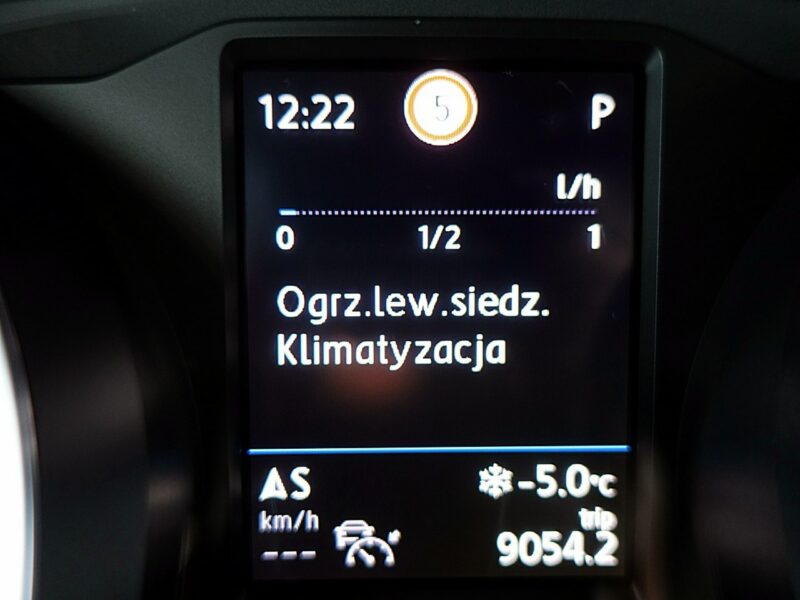 12:22 5 P
l/h
0 1/2 1
Ogrz.lew.siedz.
Klimatyzacja
AS -5.0°C
km/h trip
--- 9054.2